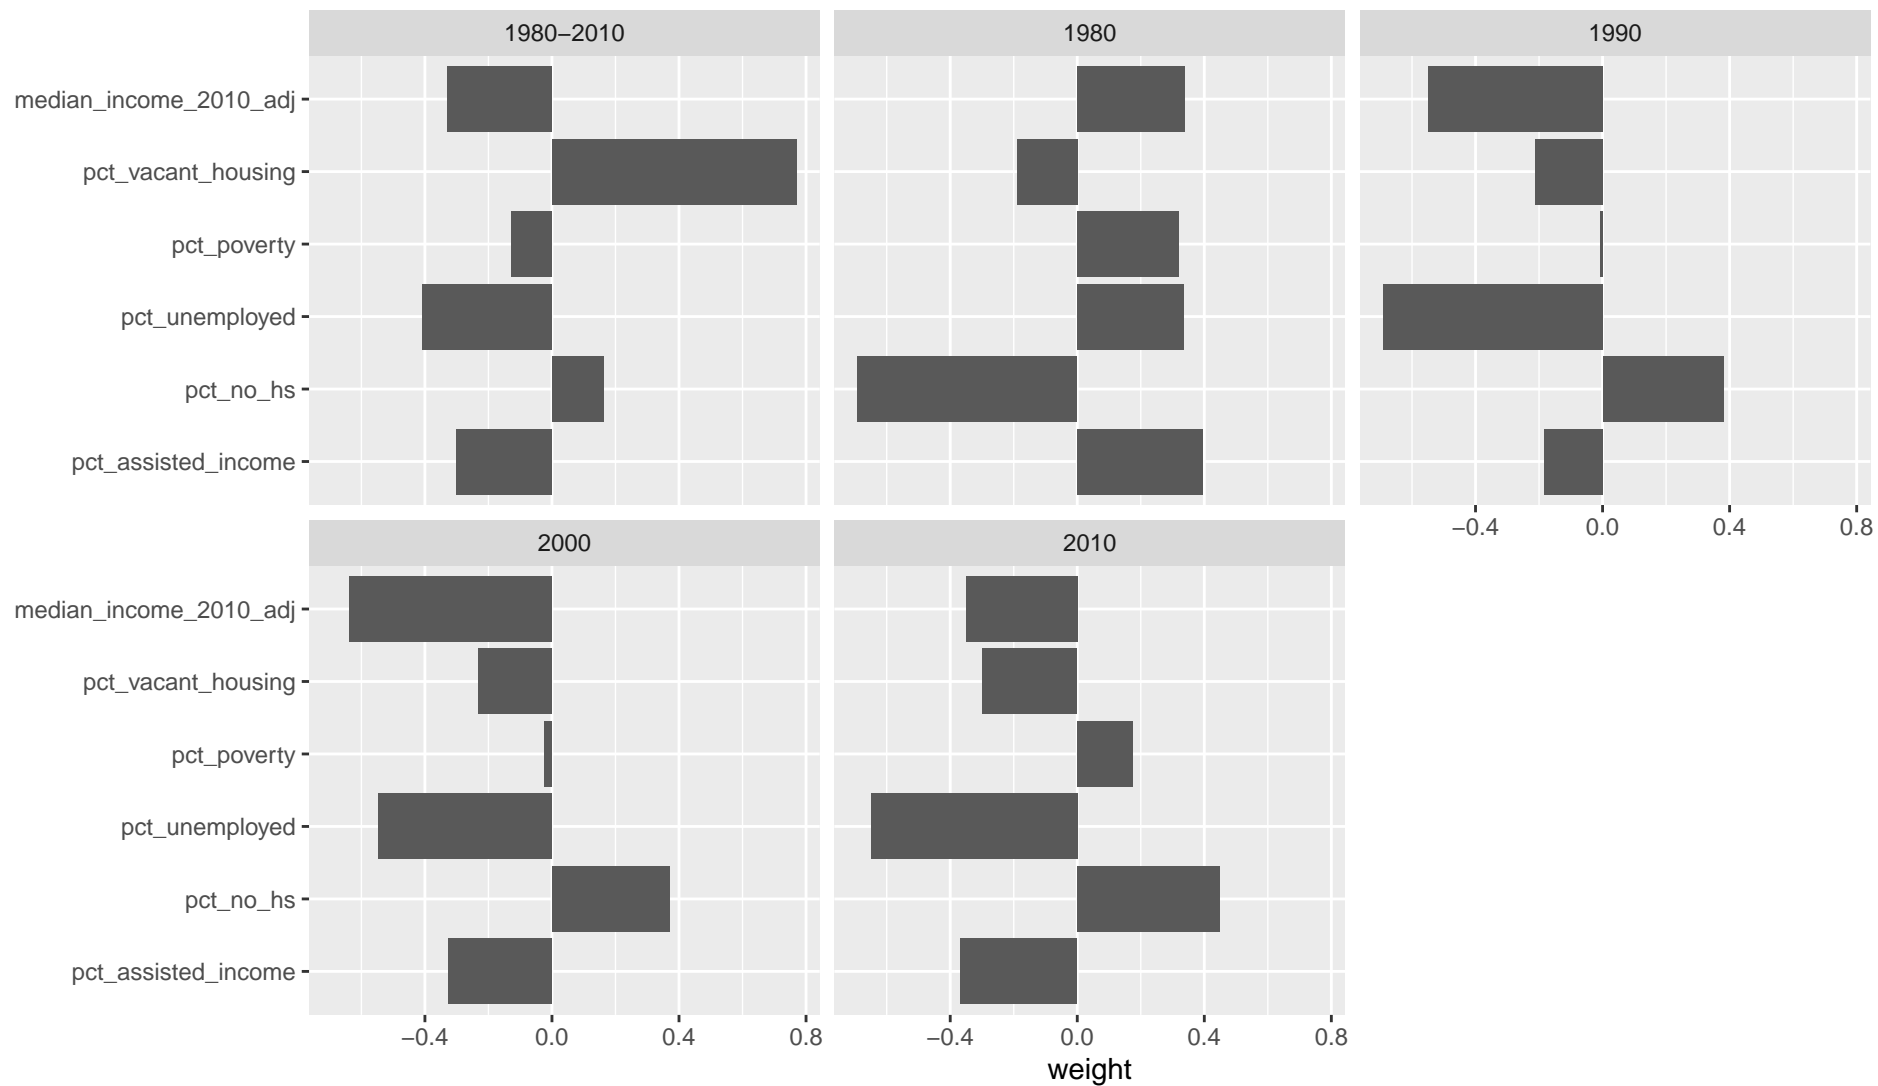 1980−2010
1980
1990
median_income_2010_adj
pct_vacant_housing
pct_poverty
pct_unemployed
pct_no_hs
pct_assisted_income
−0.4 0.0 0.4 0.8
2000
2010
median_income_2010_adj
pct_vacant_housing
pct_poverty
pct_unemployed
pct_no_hs
pct_assisted_income
−0.4 0.0 0.4 0.8
−0.4 0.0 0.4 0.8
weight